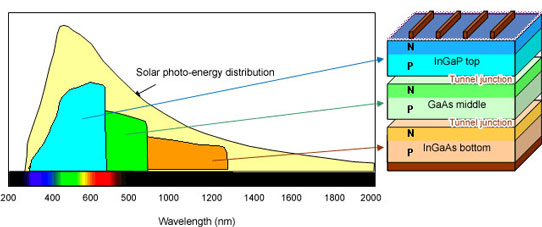 Solar photo-energy distribution
200 400 600 800 1000 1200 1400 1600 1800 2000
Wavelength (nm)
N
P InGaP top
Tunnel junction
N
P GaAs middle
Tunnel junction
N
P InGaAs bottom